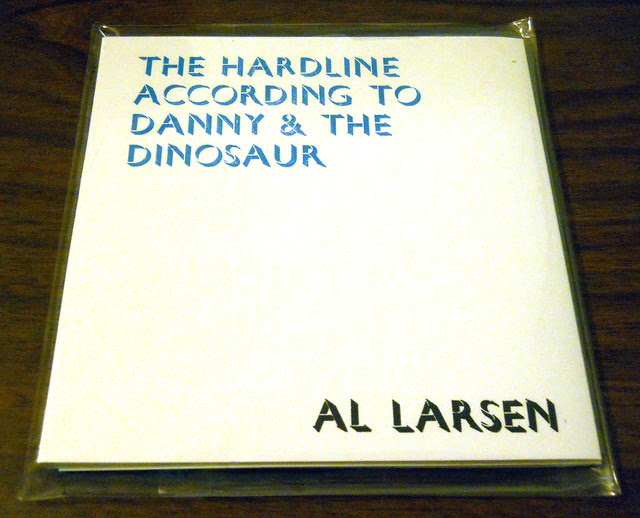 THE HARDLINE
ACCORDING TO
DANNY & THE
DINOSAUR
AL LARSEN